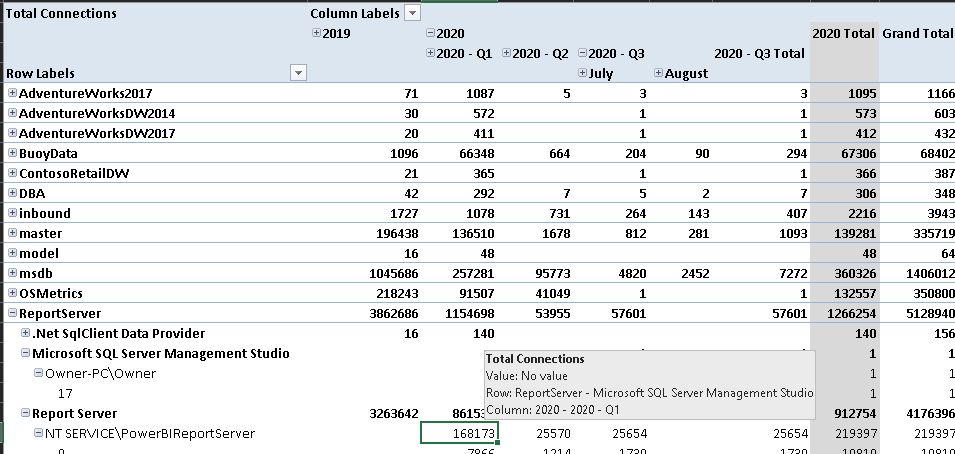 Total Connections Column Labels
2019 2020 2020 Total Grand Total
2020 - Q1 2020 - Q2 2020 - Q3 2020 - Q3 Total
Row Labels July August
AdventureWorks2017 71 1087 5 3 3 1095 1166
AdventureWorksDW2014 30 572 1 1 573 603
AdventureWorksDW2017 20 411 1 1 412 432
BuoyData 1096 66348 664 204 90 294 67306 68402
ContosoRetailDW 21 365 1 1 366 387
DBA 42 292 7 5 2 7 306 348
inbound 1727 1078 731 264 143 407 2216 3943
master 196438 136510 1678 812 281 1093 139281 335719
model 16 48 48 64
msdb 1045686 257281 95773 4820 2452 7272 360326 1406012
OSMetrics 218243 91507 41049 1 1 132557 350800
ReportServer 3862686 1154698 53955 57601 57601 1266254 5128940
.Net SqlClient Data Provider 16 140 140 156
Microsoft SQL Server Management Studio 1 1
Total Connections
Value: No value
Row: ReportServer - Microsoft SQL Server Management Studio
Column: 2020 - 2020 - Q1
Owner-PC\Owner 1 1
17 1 1
Report Server 3263642 912754 4176396
NT SERVICE\PowerBIReportServer 168173 25570 25654 25654 219397 219397